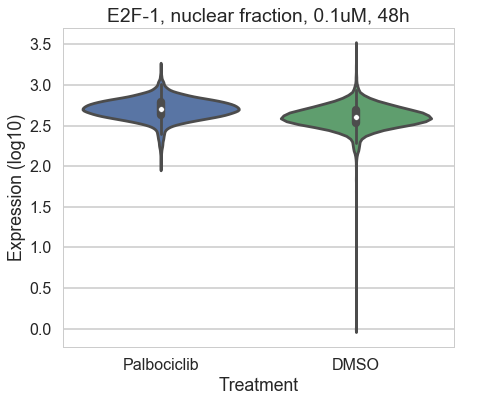 E2F-1, nuclear fraction, 0.1uM, 48h
Expression (log10)
3.5
3.0
2.5
2.0
1.5
1.0
0.5
0.0
Palbociclib
DMSO
Treatment